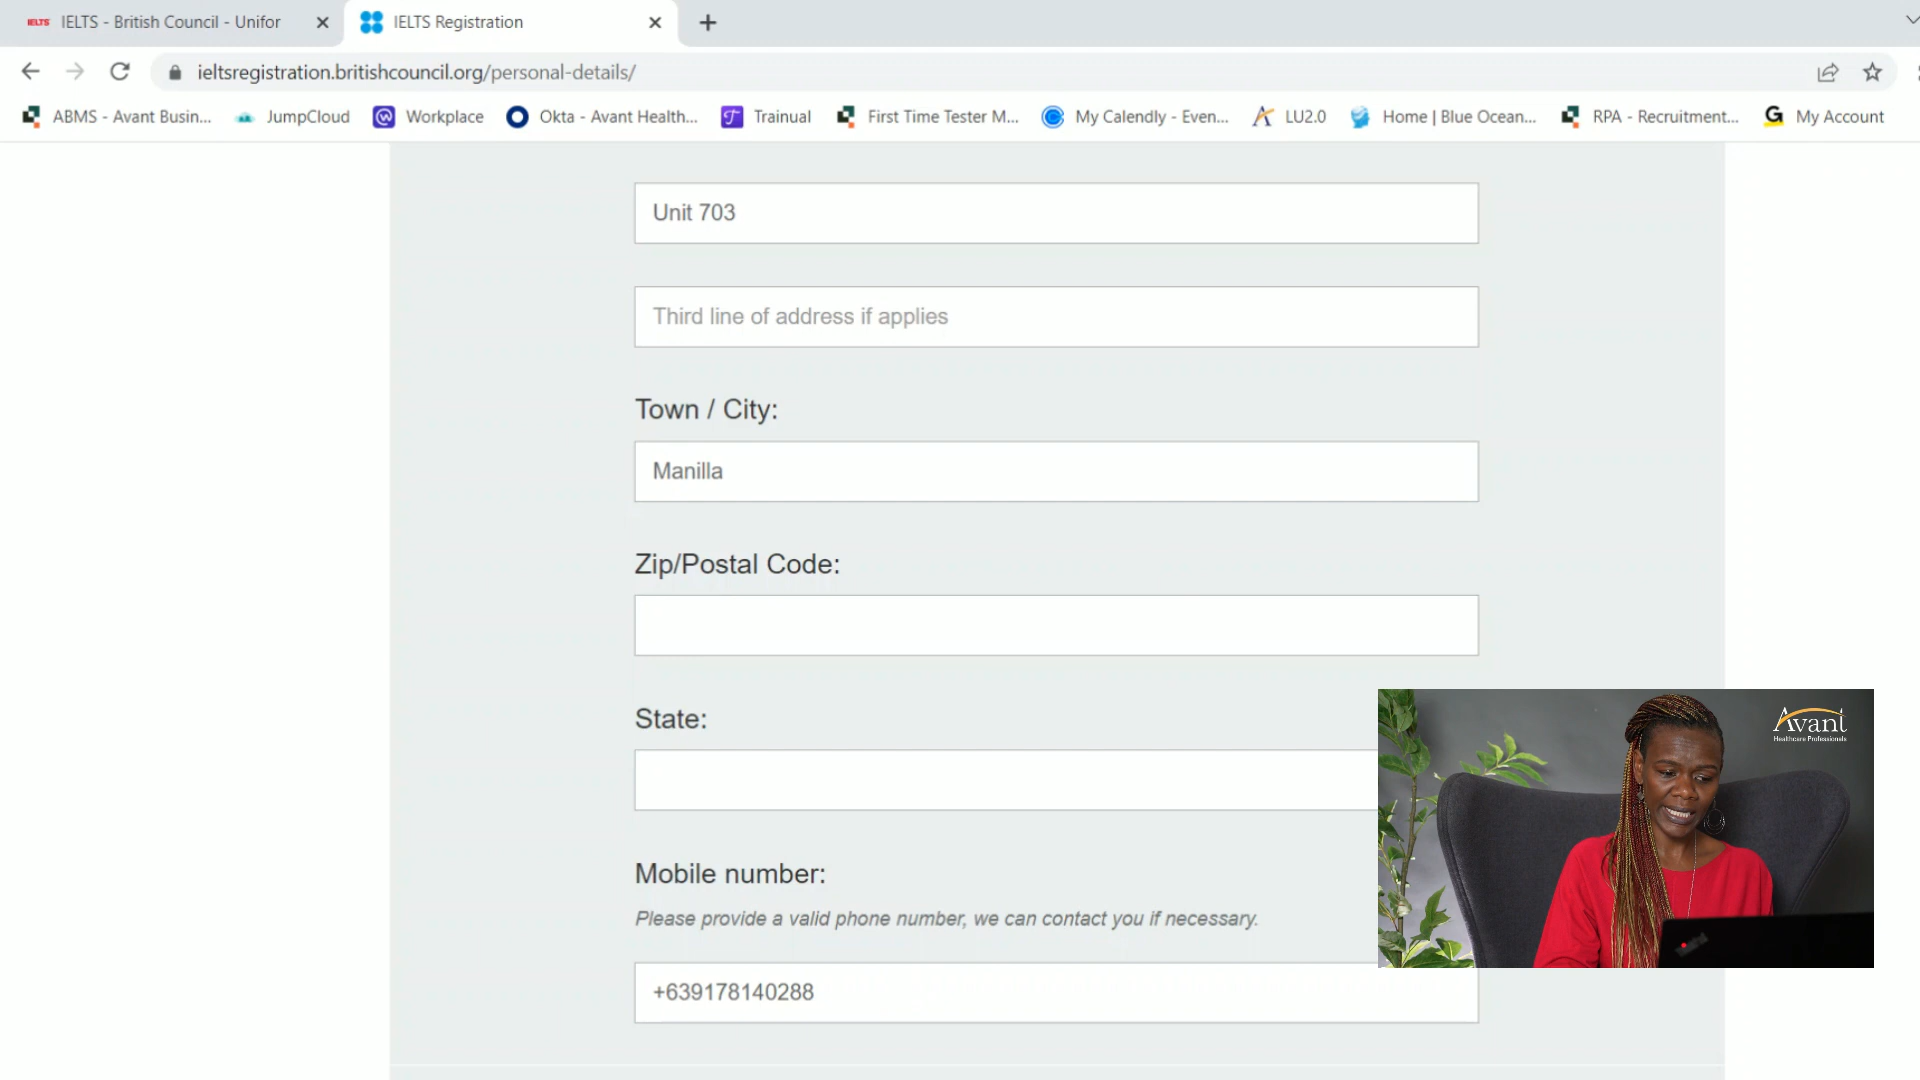 IELTS IELTS - British Council - Unifor
IELTS Registration
ieltsregistration.britishcouncil.org/personal-details/
ABMS - Avant Busin... JumpCloud Workplace Okta - Avant Health... Trainual First Time Tester M... My Calendly - Even... LU2.0 Home | Blue Ocean... RPA - Recruitment... My Account
Unit 703
Third line of address if applies
Town / City:
Manilla
Zip/Postal Code:
State:
Mobile number:
Please provide a valid phone number, we can contact you if necessary.
+639178140288
Avant
Healthcare Professionals